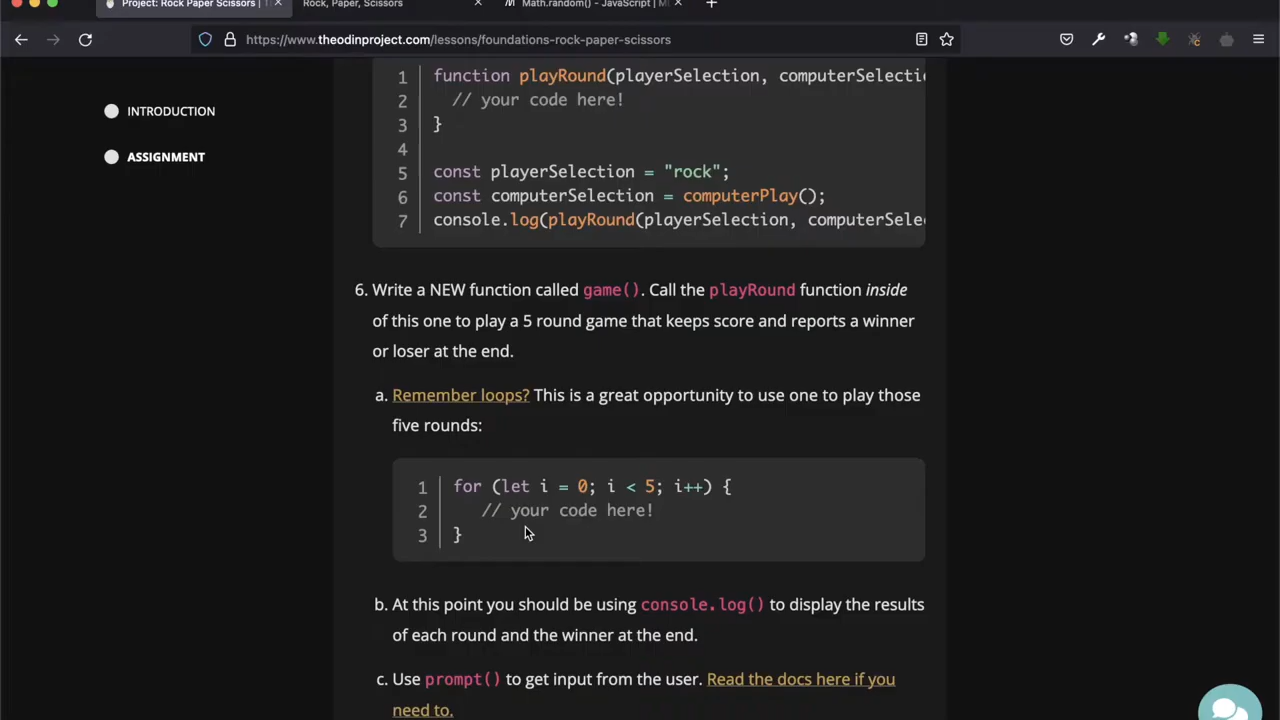 Project: Rock Paper Scissors |
Rock, Paper, Scissors
Math.random() - JavaScript |
https://www.theodinproject.com/lessons/foundations-rock-paper-scissors
INTRODUCTION
ASSIGNMENT
1 function playRound(playerSelection, computerSelecti
2 // your code here!
3 }
4
5 const playerSelection = "rock";
6 const computerSelection = computerPlay();
7 console.log(playRound(playerSelection, computerSele
6. Write a NEW function called game(). Call the playRound function inside
of this one to play a 5 round game that keeps score and reports a winner
or loser at the end.
a. Remember loops? This is a great opportunity to use one to play those
five rounds:
1 for (let i = 0; i < 5; i++) {
2 // your code here!
3 }
b. At this point you should be using console.log() to display the results
of each round and the winner at the end.
c. Use prompt() to get input from the user. Read the docs here if you
need to.